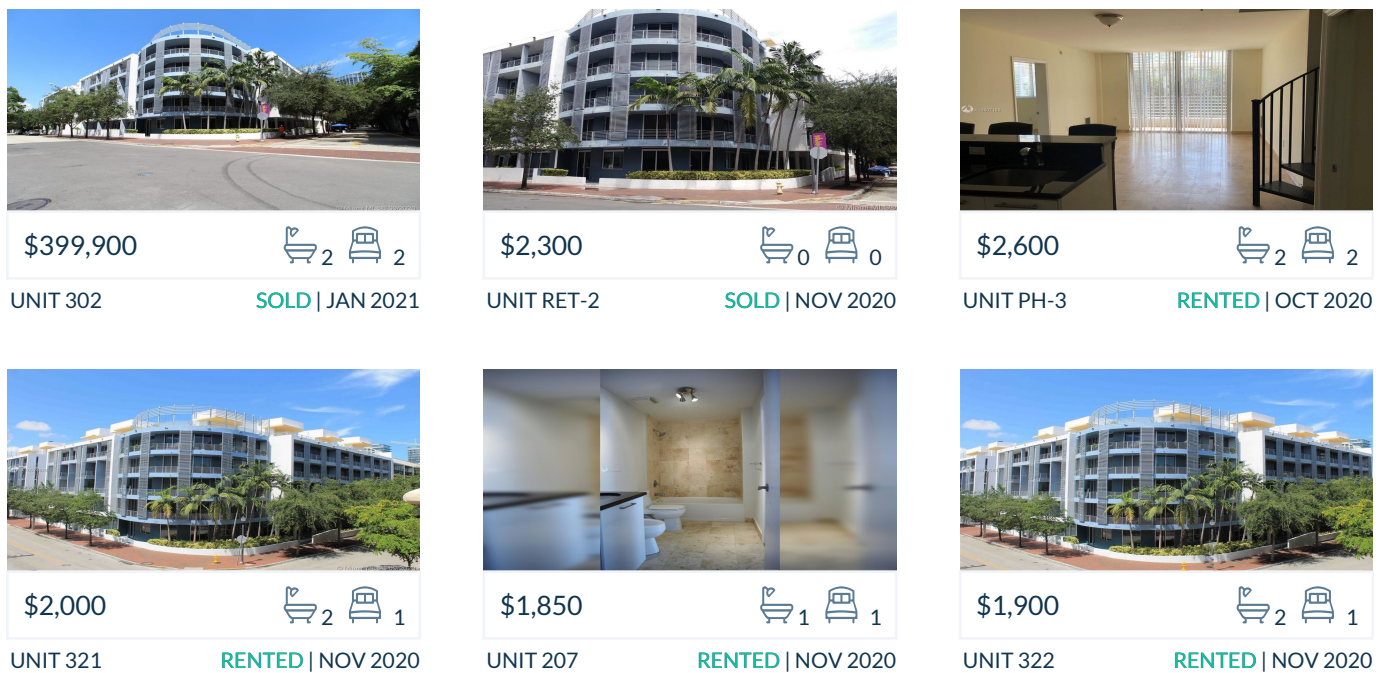 $399,900 2 2
UNIT 302 SOLD | JAN 2021
$2,300 0 0
UNIT RET-2 SOLD | NOV 2020
$2,600 2 2
UNIT PH-3 RENTED | OCT 2020
$2,000 2 1
UNIT 321 RENTED | NOV 2020
$1,850 1 1
UNIT 207 RENTED | NOV 2020
$1,900 2 1
UNIT 322 RENTED | NOV 2020